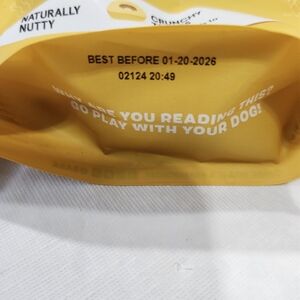 NATURALLY
NUTTY
CRUNCHY
BEST BEFORE 01-20-2026
02124 20:49
WHY ARE YOU READING THIS?
GO PLAY WITH YOUR DOG!